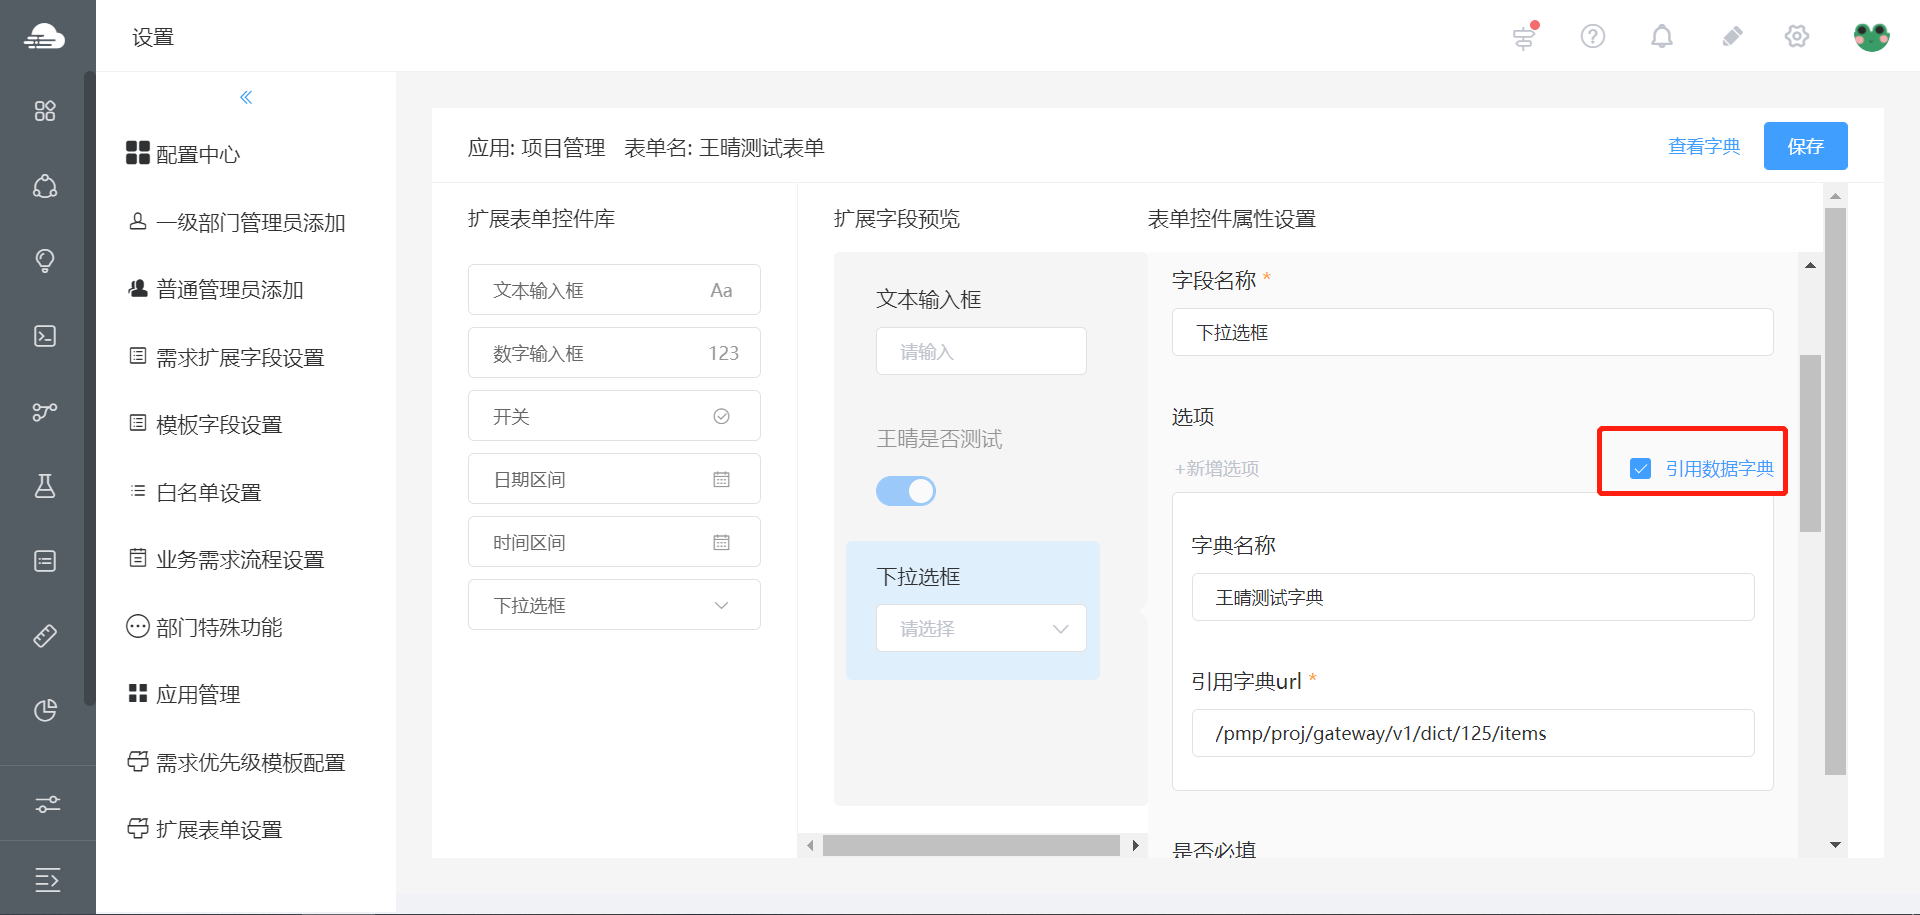 设置
配置中心
一级部门管理员添加
普通管理员添加
需求扩展字段设置
模板字段设置
白名单设置
业务需求流程设置
部门特殊功能
应用管理
需求优先级模板配置
扩展表单设置
应用: 项目管理 表单名: 王晴测试表单
查看字典
保存
扩展表单控件库
文本输入框 Aa
数字输入框 123
开关
日期区间
时间区间
下拉选框
扩展字段预览
文本输入框
请输入
王晴是否测试
下拉选框
请选择
表单控件属性设置
字段名称 *
下拉选框
选项
+新增选项
引用数据字典
字典名称
王晴测试字典
引用字典url *
/pmp/proj/gateway/v1/dict/125/items
是否必填